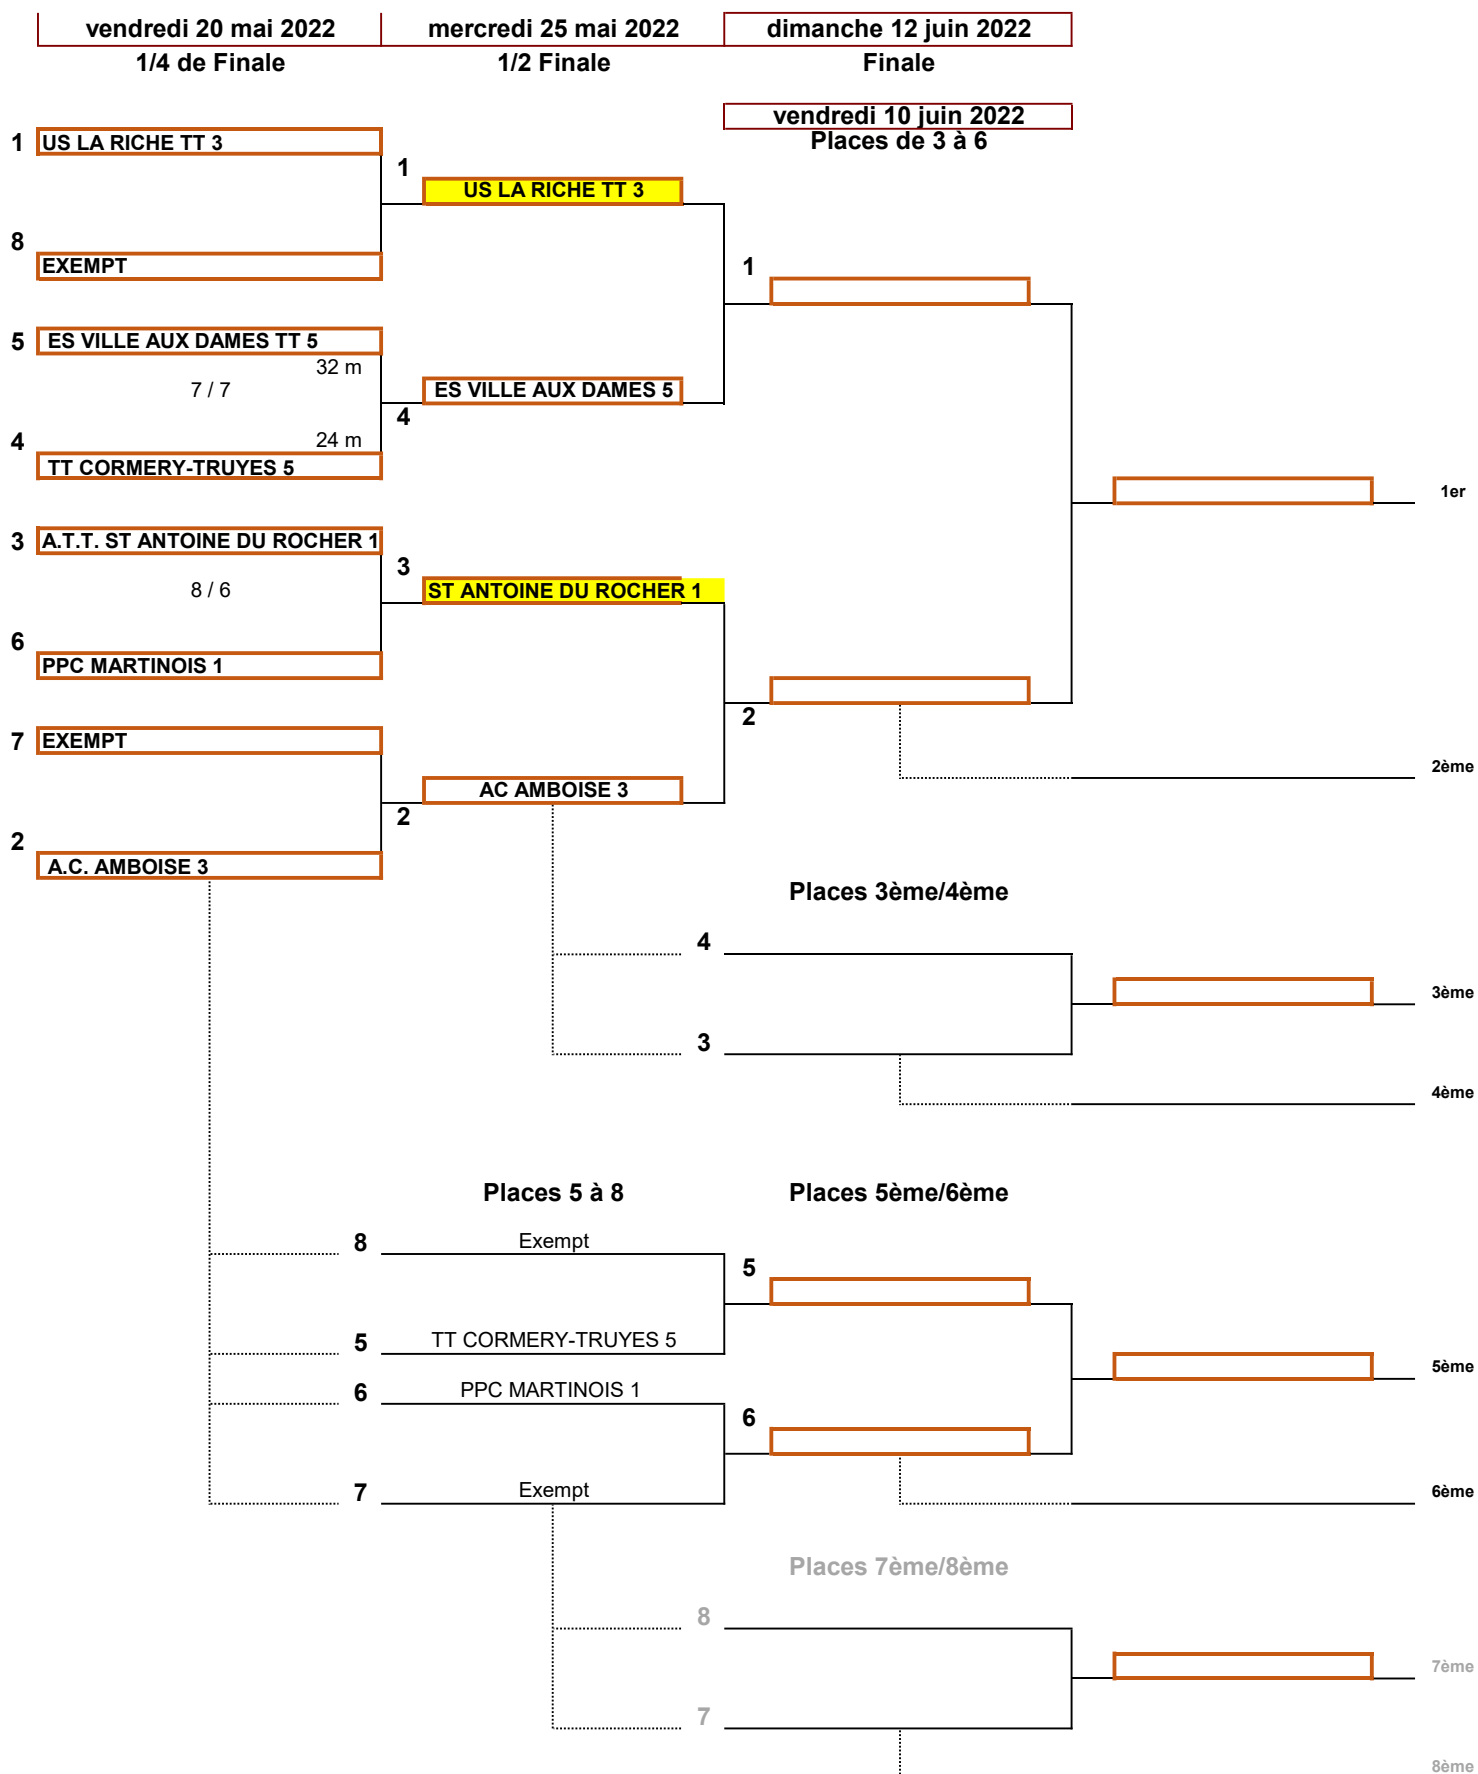 vendredi 20 mai 2022 mercredi 25 mai 2022 dimanche 12 juin 2022
1/4 de Finale 1/2 Finale Finale
vendredi 10 juin 2022
Places de 3 à 6
1 US LA RICHE TT 3
1
US LA RICHE TT 3
8
EXEMPT
1
5 ES VILLE AUX DAMES TT 5
32 m
7 / 7
ES VILLE AUX DAMES 5
4
4 24 m
TT CORMERY-TRUYES 5
1er
3 A.T.T. ST ANTOINE DU ROCHER 1
3
8 / 6
ST ANTOINE DU ROCHER 1
6
PPC MARTINOIS 1
2
7 EXEMPT
2ème
AC AMBOISE 3
2
2
A.C. AMBOISE 3
Places 3ème/4ème
4
3ème
3
4ème
Places 5 à 8 Places 5ème/6ème
8 Exempt
5
5 TT CORMERY-TRUYES 5
5ème
6 PPC MARTINOIS 1
6
7 Exempt
6ème
Places 7ème/8ème
8
7ème
7
8ème